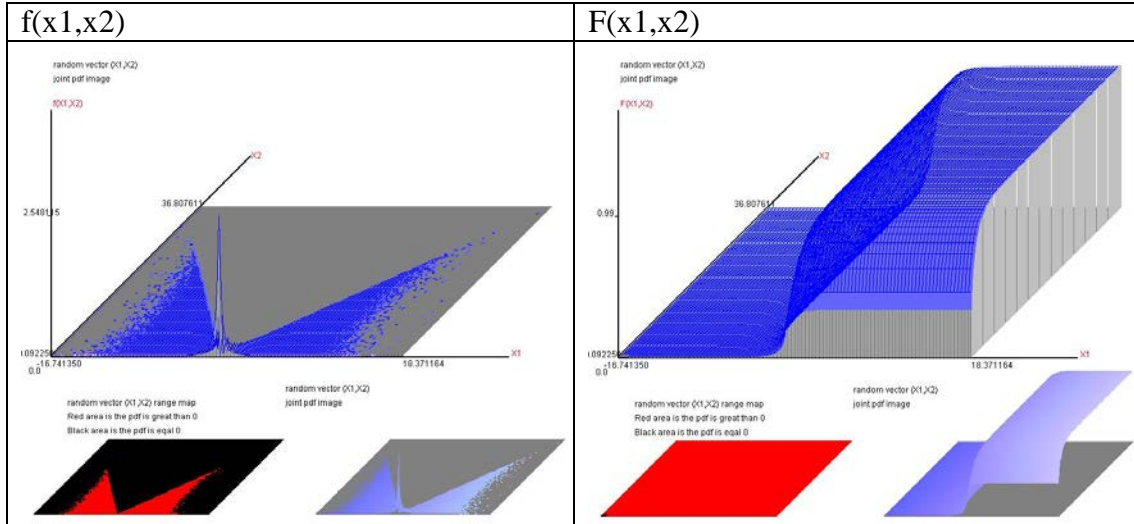 f(x1,x2)
random vector (X1,X2)
joint pdf image
f(X1,X2)
X2
36.807611
2.548115
.092250
-16.741350
0.0
18.371164
X1
random vector (X1,X2) range map
Red area is the pdf is great than 0
Black area is the pdf is eqal 0
random vector (X1,X2)
joint pdf image
F(x1,x2)
random vector (X1,X2)
joint pdf image
F(X1,X2)
X2
36.807611
0.99
-16.741350
0.0
18.371164
X1
random vector (X1,X2) range map
Red area is the pdf is great than 0
Black area is the pdf is eqal 0
random vector (X1,X2)
joint pdf image